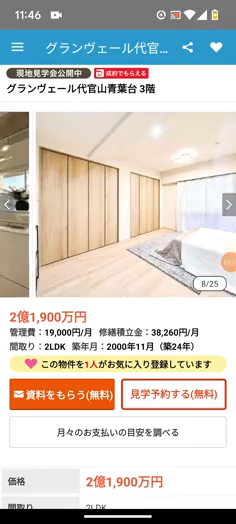 11:46
グランヴェール代官...
現地見学会公開中 成約でもらえる
グランヴェール代官山青葉台 3階
8/25
2億1,900万円
管理費：19,000円/月 修繕積立金：38,260円/月
間取り：2LDK 築年月：2000年11月（築24年）
この物件を1人がお気に入り登録しています
資料をもらう(無料) 見学予約する(無料)
月々のお支払いの目安を調べる
価格 2億1,900万円
間取り 2LDK